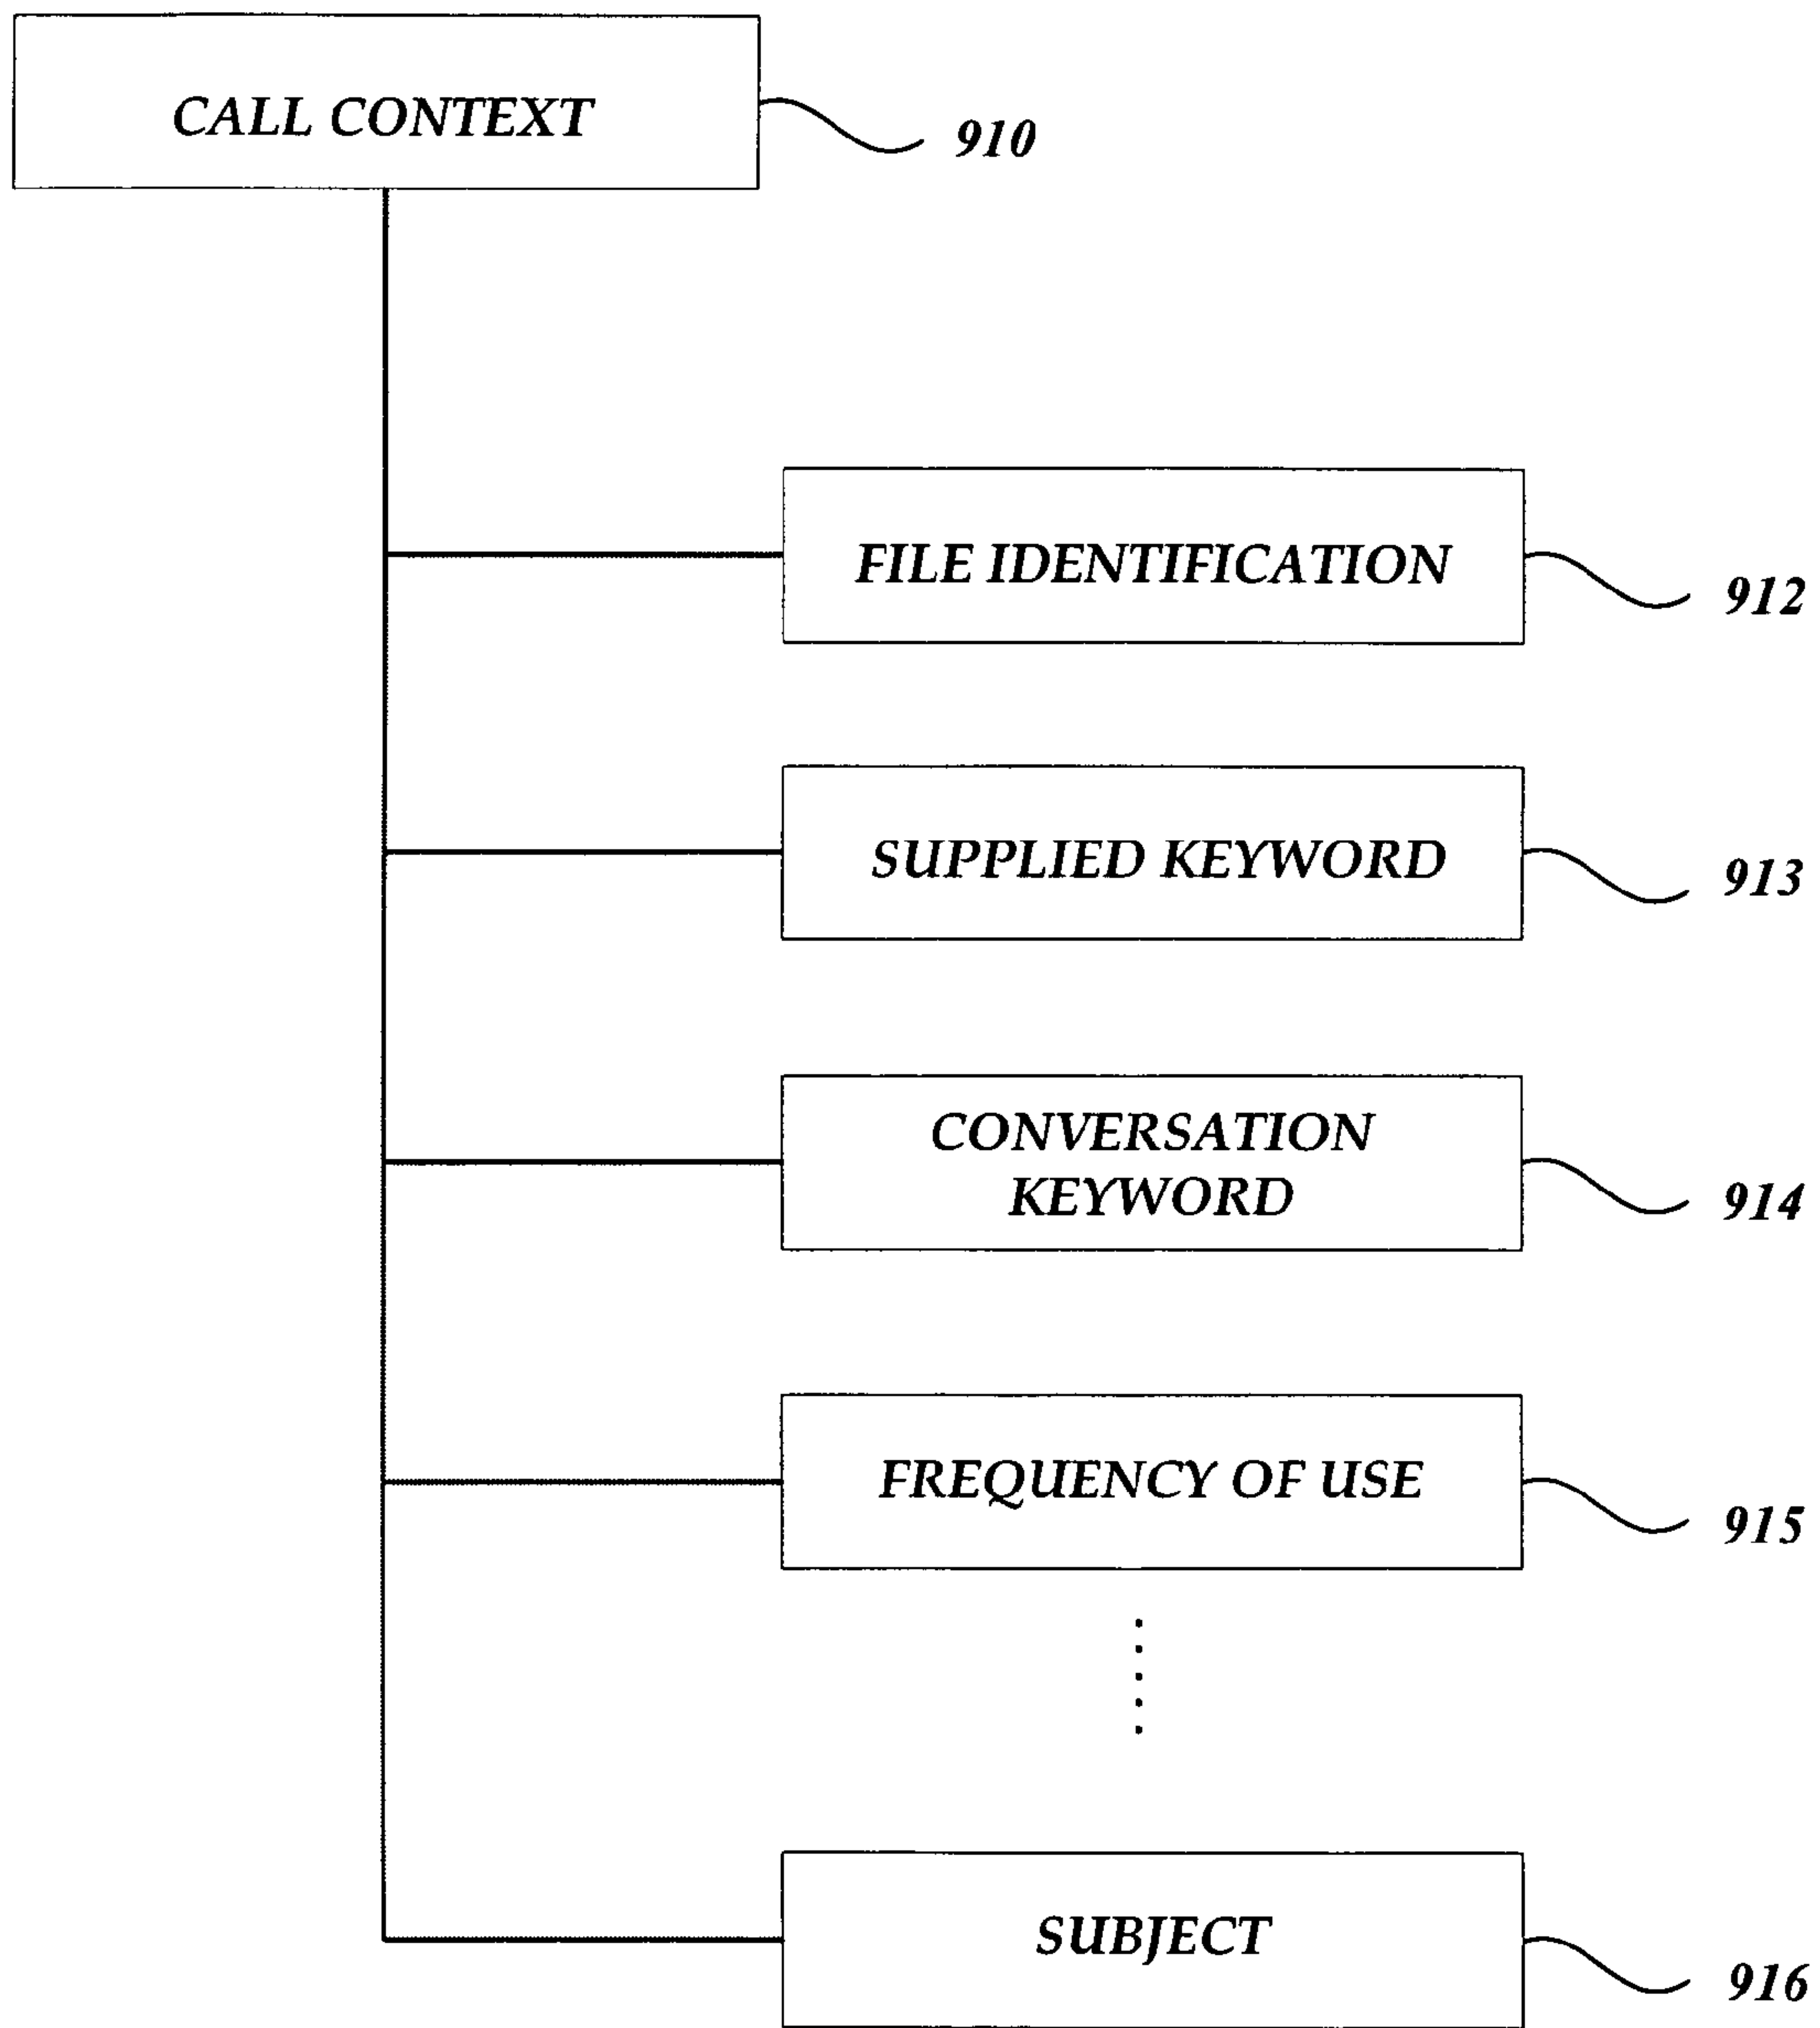 CALL CONTEXT
910
FILE IDENTIFICATION
912
SUPPLIED KEYWORD
913
CONVERSATION
KEYWORD
914
FREQUENCY OF USE
915
SUBJECT
916